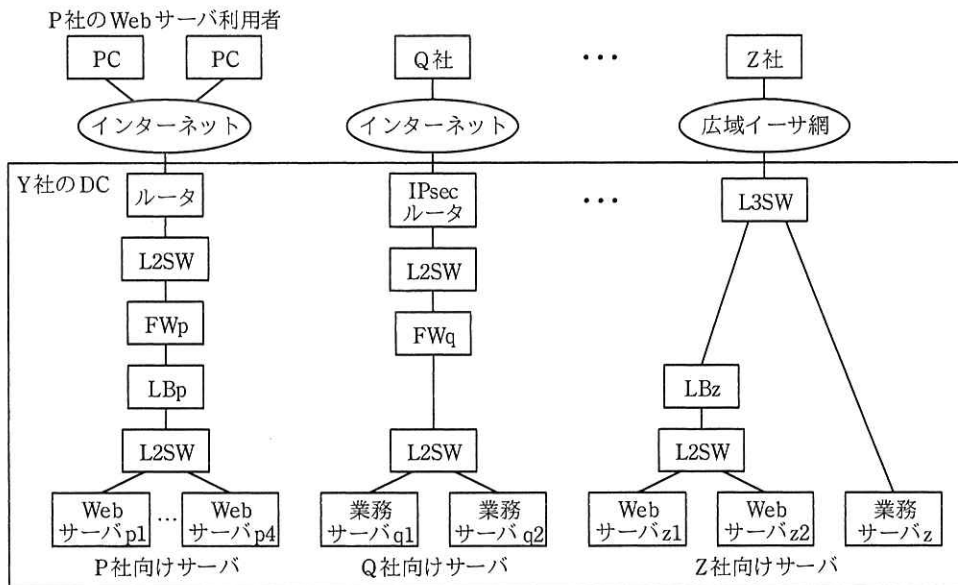 P社のWebサーバ利用者
PC
PC
Q社
・・・
Z社
インターネット
インターネット
広域イーサ網
Y社のDC
ルータ
IPsec
ルータ
・・・
L3SW
L2SW
L2SW
FWp
FWq
LBp
LBz
L2SW
L2SW
L2SW
Web
サーバp1
…
Web
サーバp4
業務
サーバq1
業務
サーバq2
Web
サーバz1
Web
サーバz2
業務
サーバz
P社向けサーバ
Q社向けサーバ
Z社向けサーバ